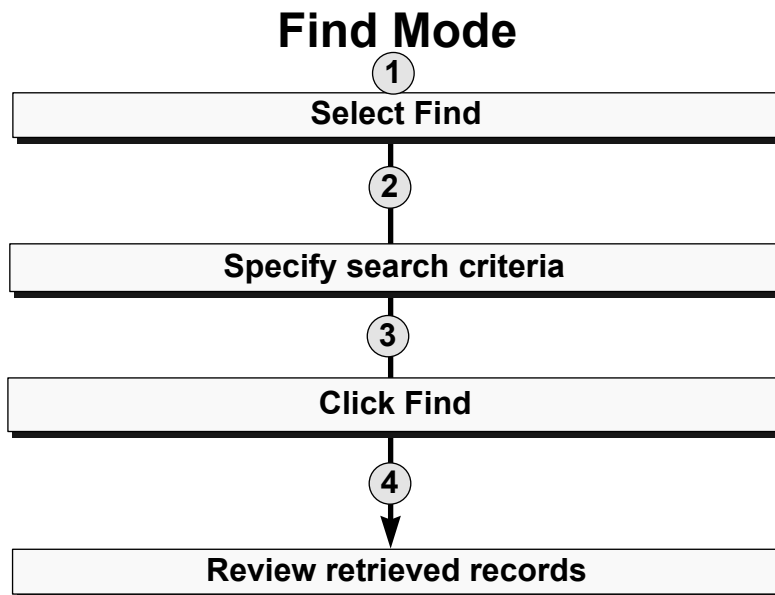 Find Mode
1
Select Find
2
Specify search criteria
3
Click Find
4
Review retrieved records